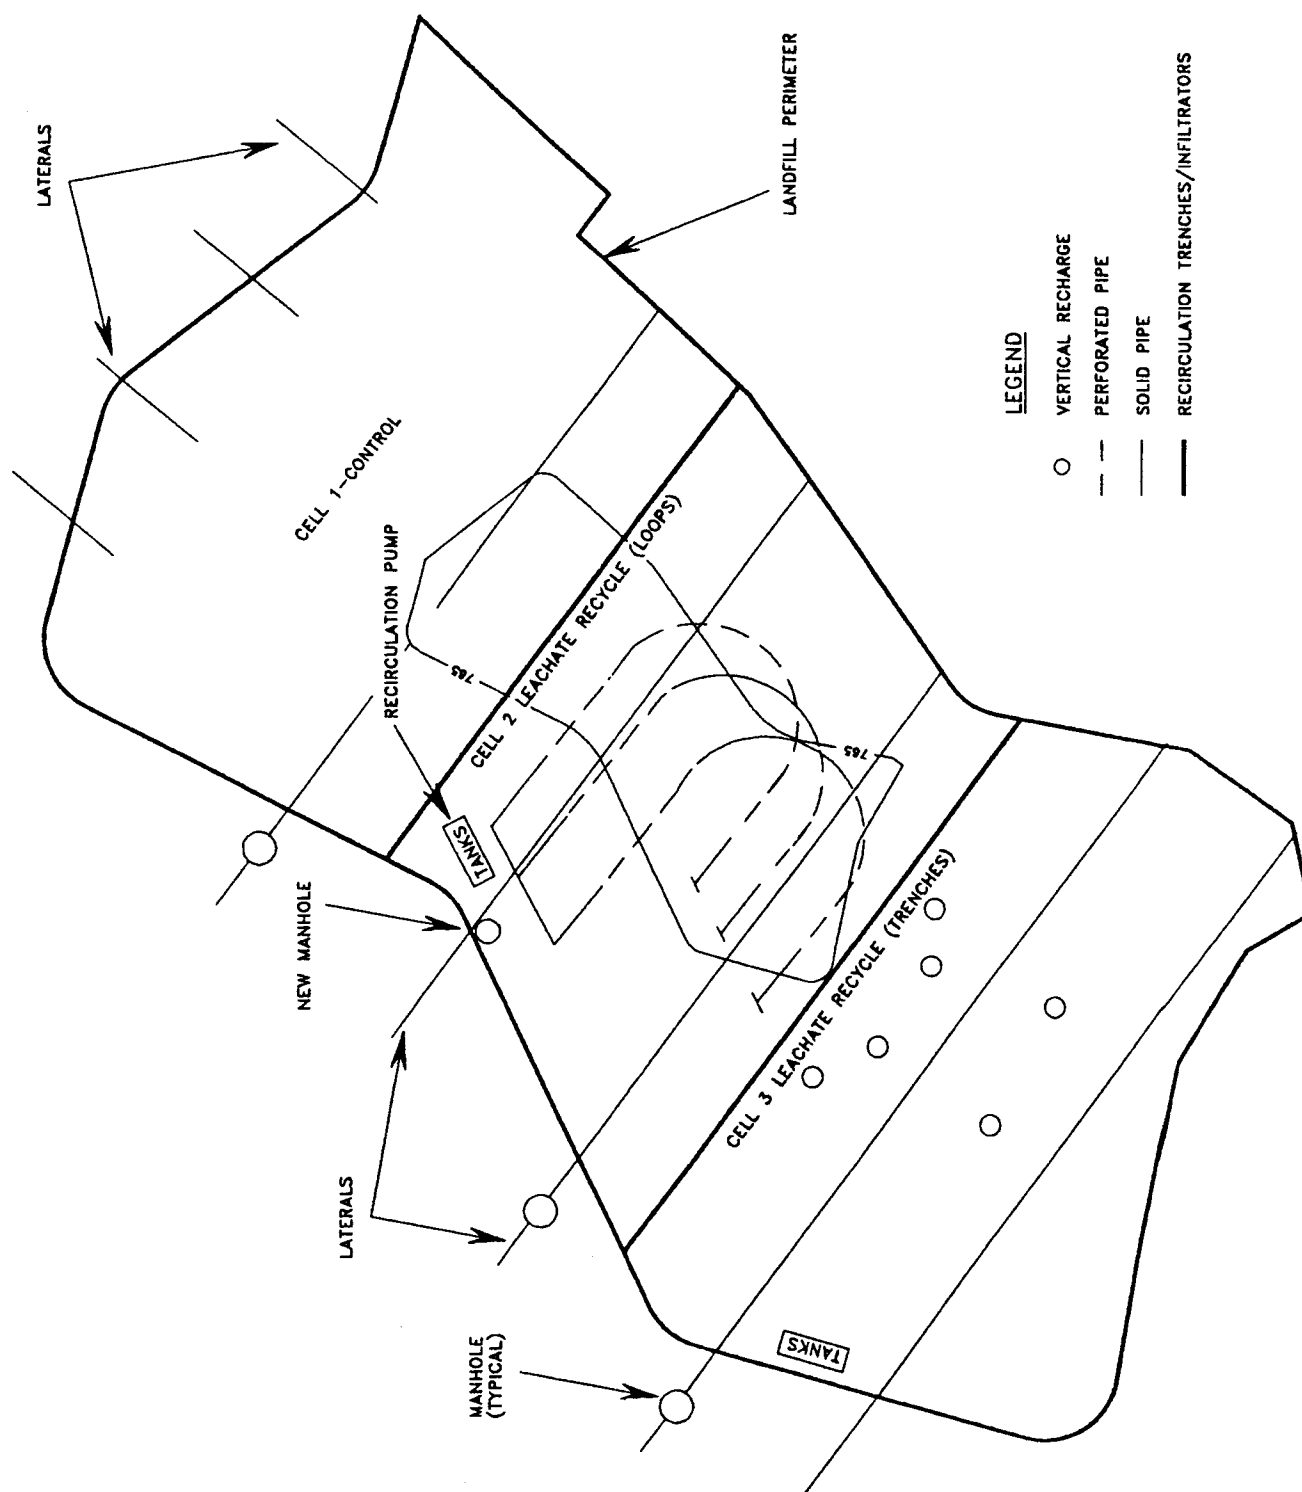 LATERALS
LANDFILL PERIMETER
CELL 1-CONTROL
RECIRCULATION PUMP
765
CELL 2 LEACHATE RECYCLE (LOOPS)
TANKS
NEW MANHOLE
765
CELL 3 LEACHATE RECYCLE (TRENCHES)
LATERALS
MANHOLE
(TYPICAL)
TANKS
LEGEND
VERTICAL RECHARGE
PERFORATED PIPE
SOLID PIPE
RECIRCULATION TRENCHES/INFILTRATORS